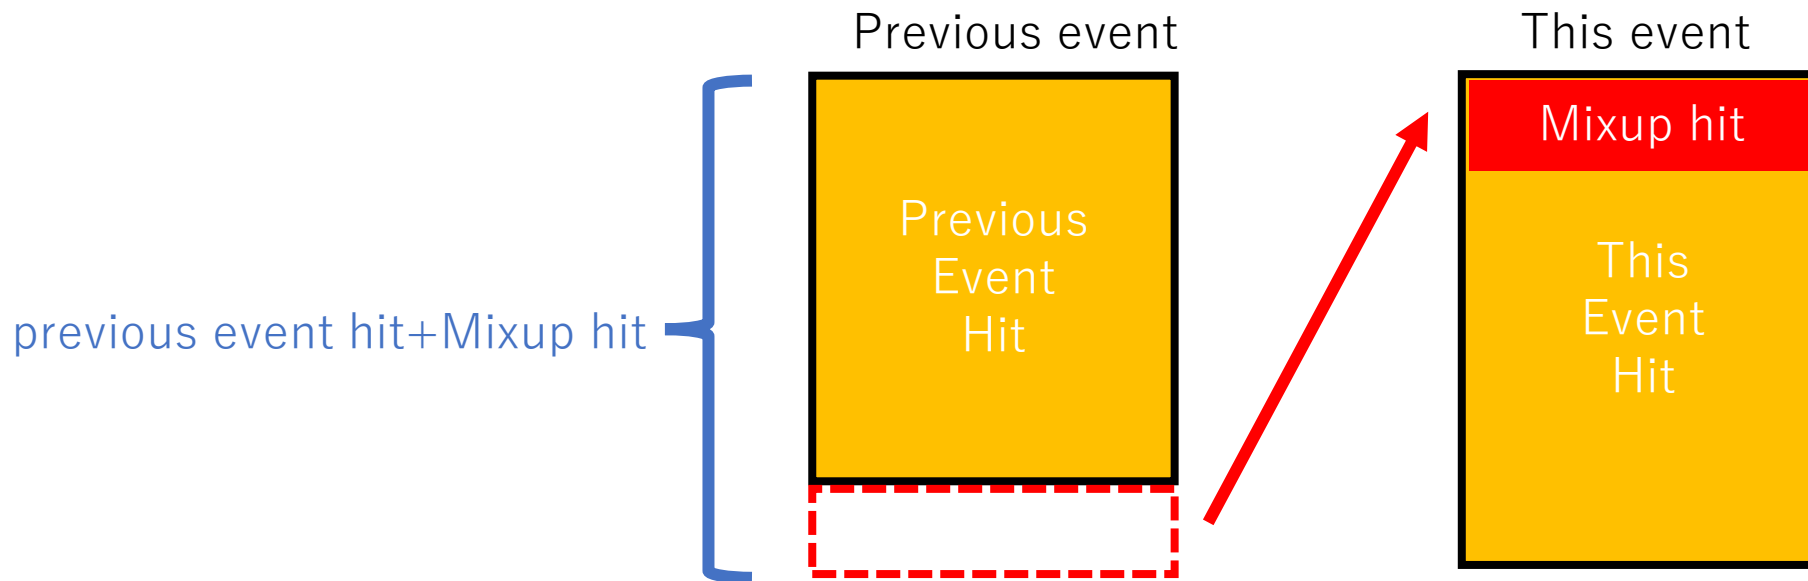 Previous event
This event
Mixup hit
Previous
Event
Hit
This
Event
Hit
previous event hit+Mixup hit